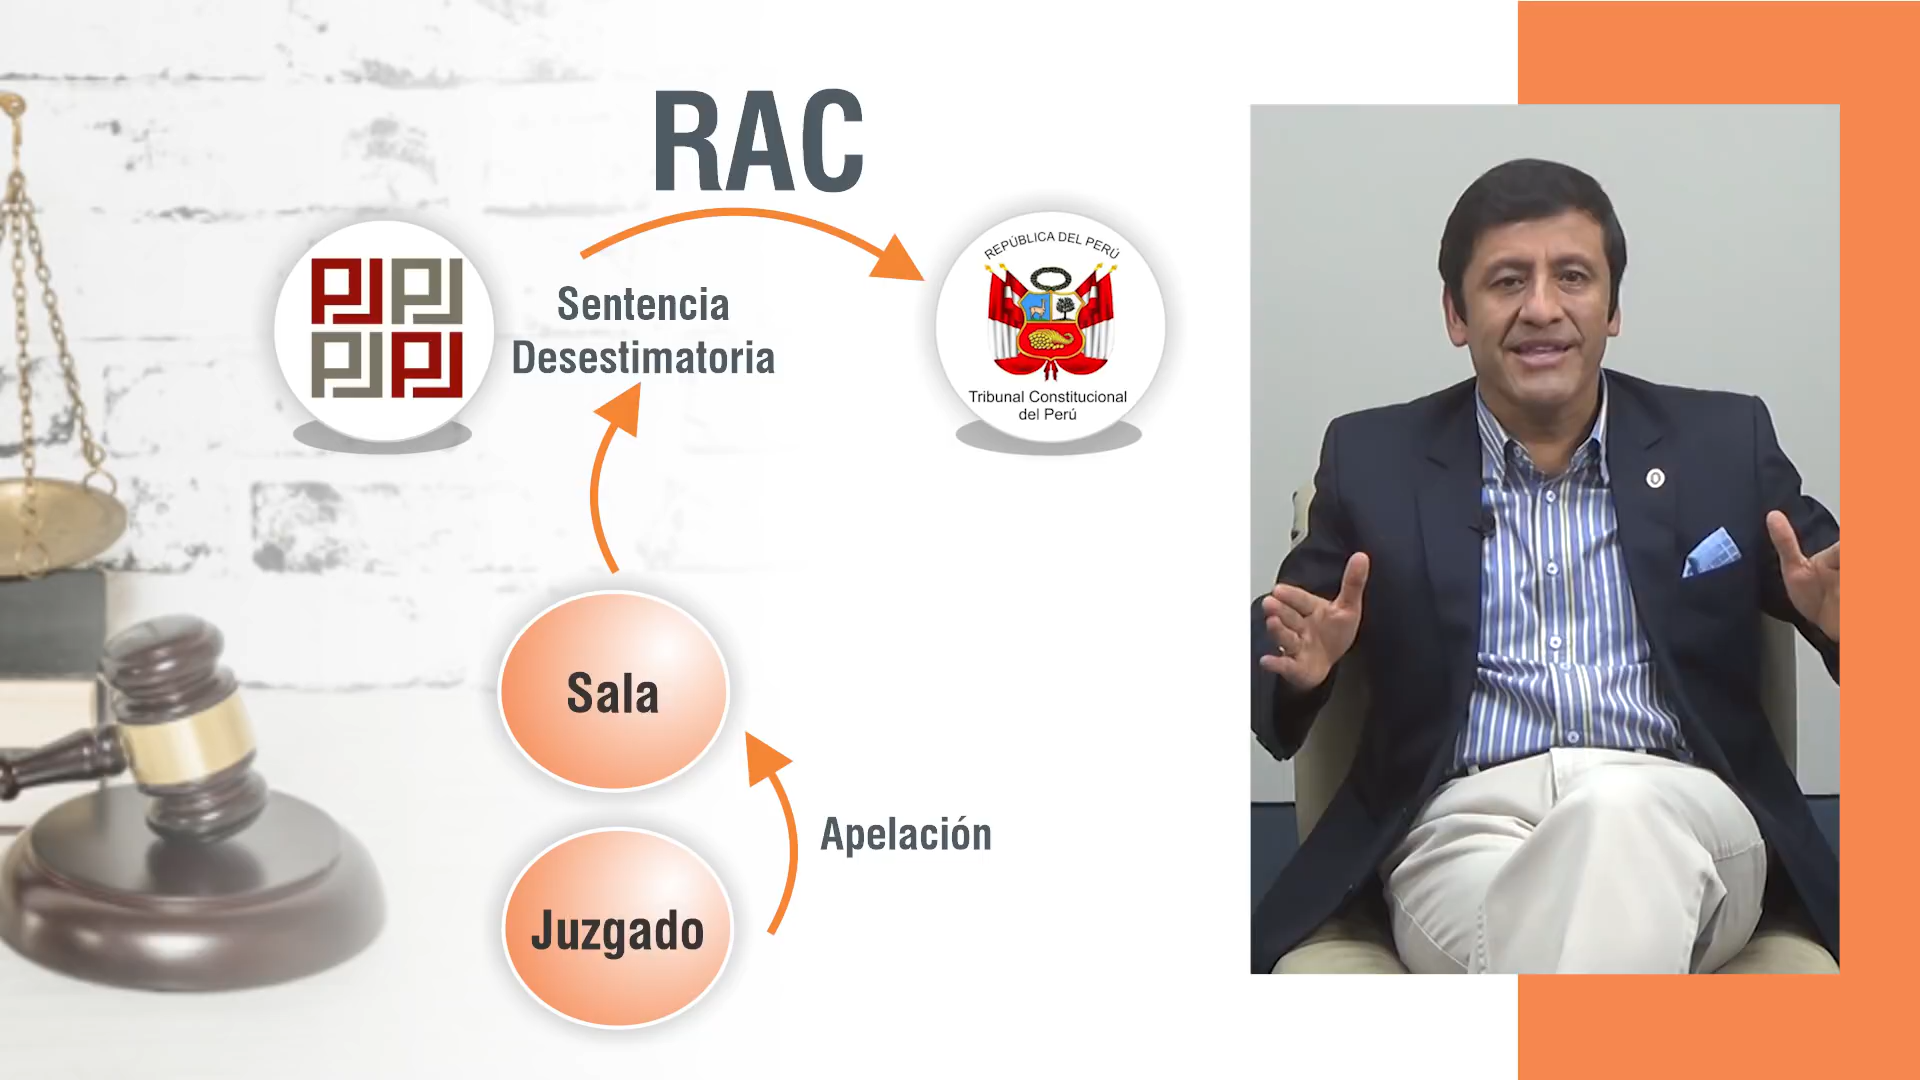 RAC
Sentencia
Desestimatoria
REPÚBLICA DEL PERÚ
Tribunal Constitucional
del Perú
Sala
Apelación
Juzgado